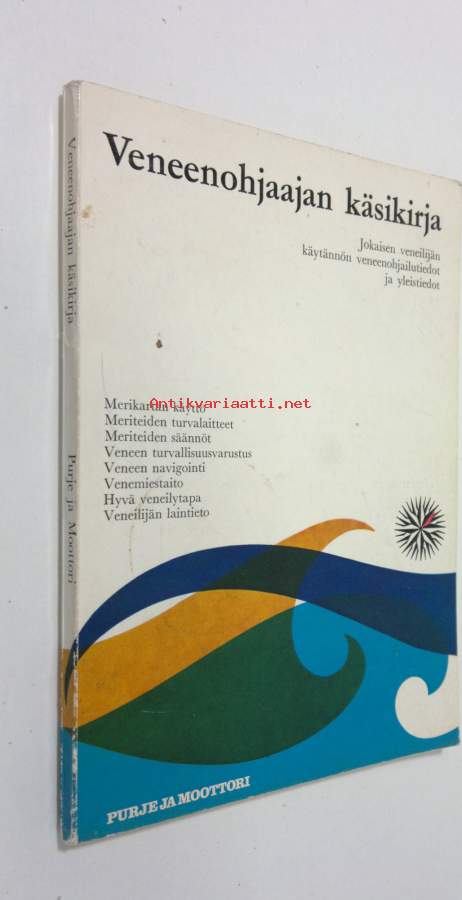 Veneenohjaajan käsikirja
Jokaisen veneilijän
käytännön veneenohjailutiedot
ja yleistiedot
Antikvariaatti.net
Merikartan käyttö
Meriteiden turvalaitteet
Meriteiden säännöt
Veneen turvallisuusvarustus
Veneen navigointi
Venemiestaito
Hyvä veneilytapa
Veneilijän laintieto
PURJE JA MOOTTORI
Veneenohjaajan käsikirja
Purje ja Moottori